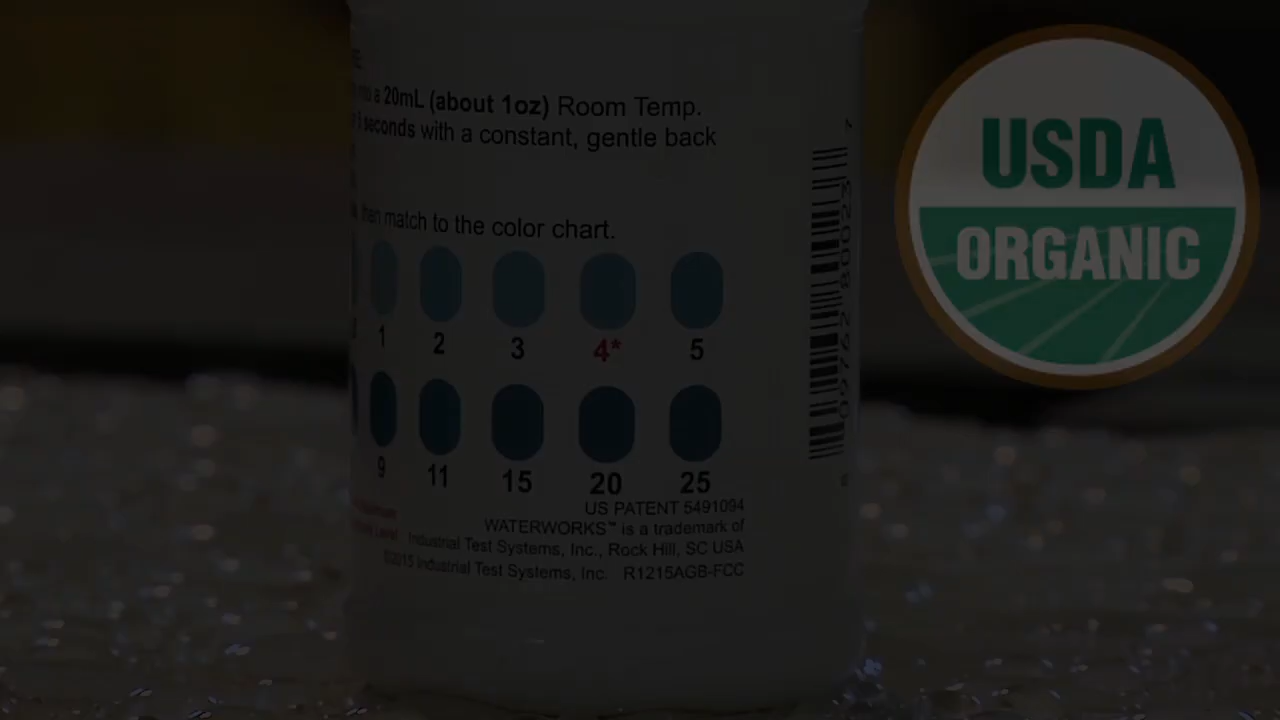 a 20mL (about 1oz) Room Temp.
seconds with a constant, gentle back
then match to the color chart.
1 2 3 4* 5
9 11 15 20 25
US PATENT 5491094
WATERWORKS™ is a trademark of
Industrial Test Systems, Inc., Rock Hill, SC USA
©2015 Industrial Test Systems, Inc. R1215AGB-FCC
USDA
ORGANIC